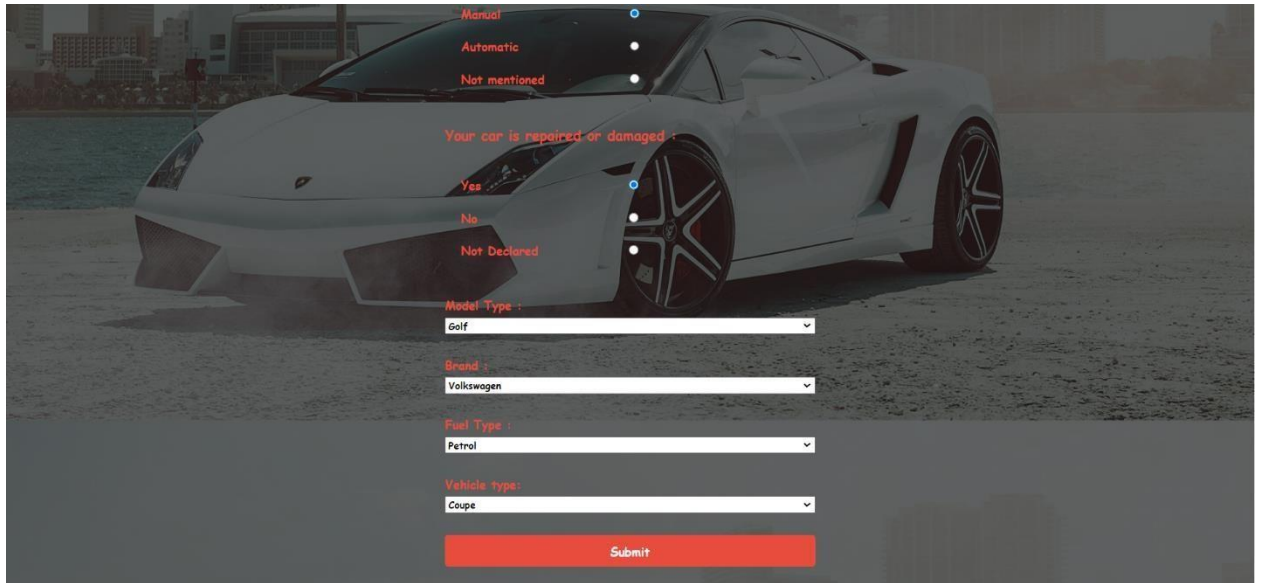 Manual
Automatic
Not mentioned
Your car is repaired or damaged :
Yes
No
Not Declared
Model Type :
Golf
Brand :
Volkswagen
Fuel Type :
Petrol
Vehicle type:
Coupe
Submit